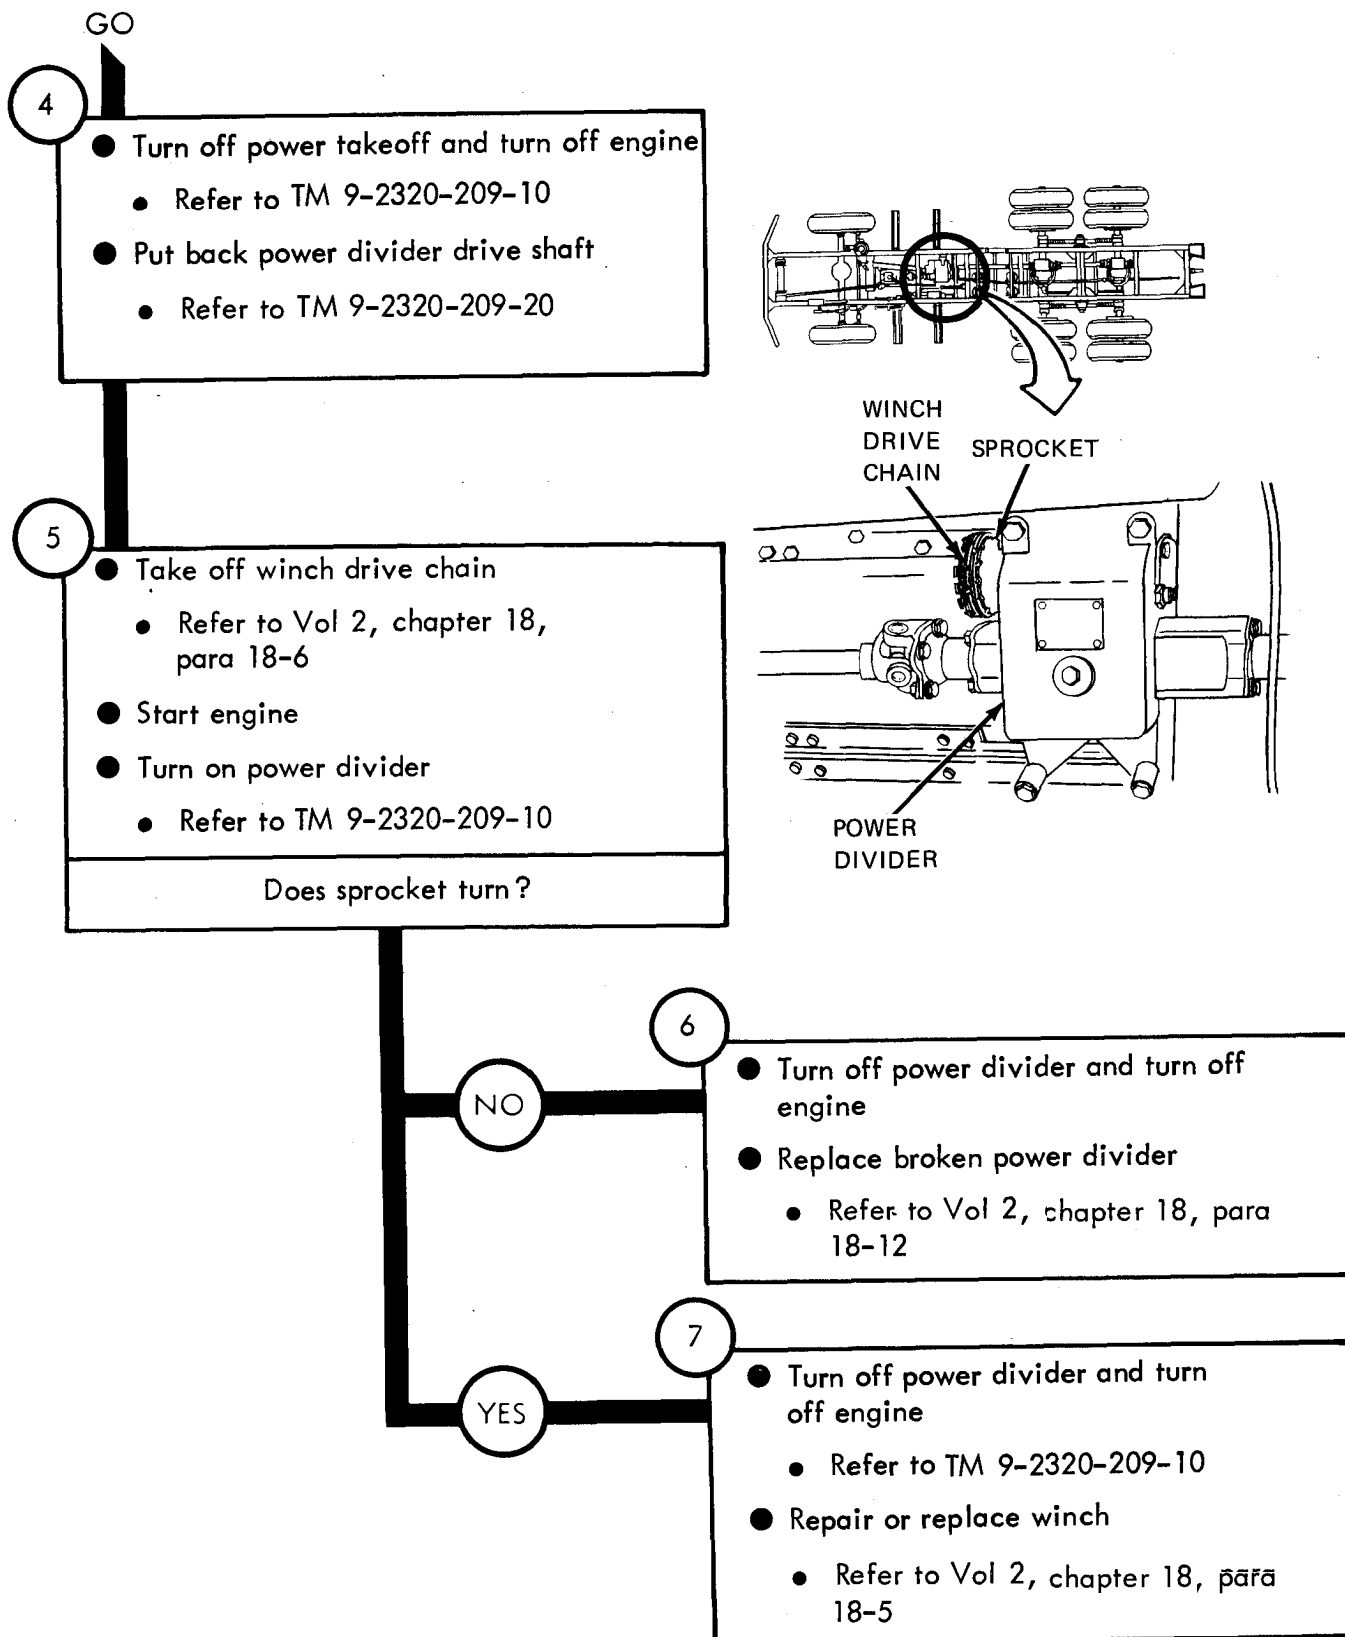 GO
4
● Turn off power takeoff and turn off engine
• Refer to TM 9-2320-209-10
● Put back power divider drive shaft
• Refer to TM 9-2320-209-20
WINCH
DRIVE
CHAIN
SPROCKET
POWER
DIVIDER
5
● Take off winch drive chain
• Refer to Vol 2, chapter 18,
para 18-6
● Start engine
● Turn on power divider
• Refer to TM 9-2320-209-10
Does sprocket turn?
NO
6
● Turn off power divider and turn off
engine
● Replace broken power divider
• Refer to Vol 2, chapter 18, para
18-12
YES
7
● Turn off power divider and turn
off engine
• Refer to TM 9-2320-209-10
● Repair or replace winch
• Refer to Vol 2, chapter 18, para
18-5